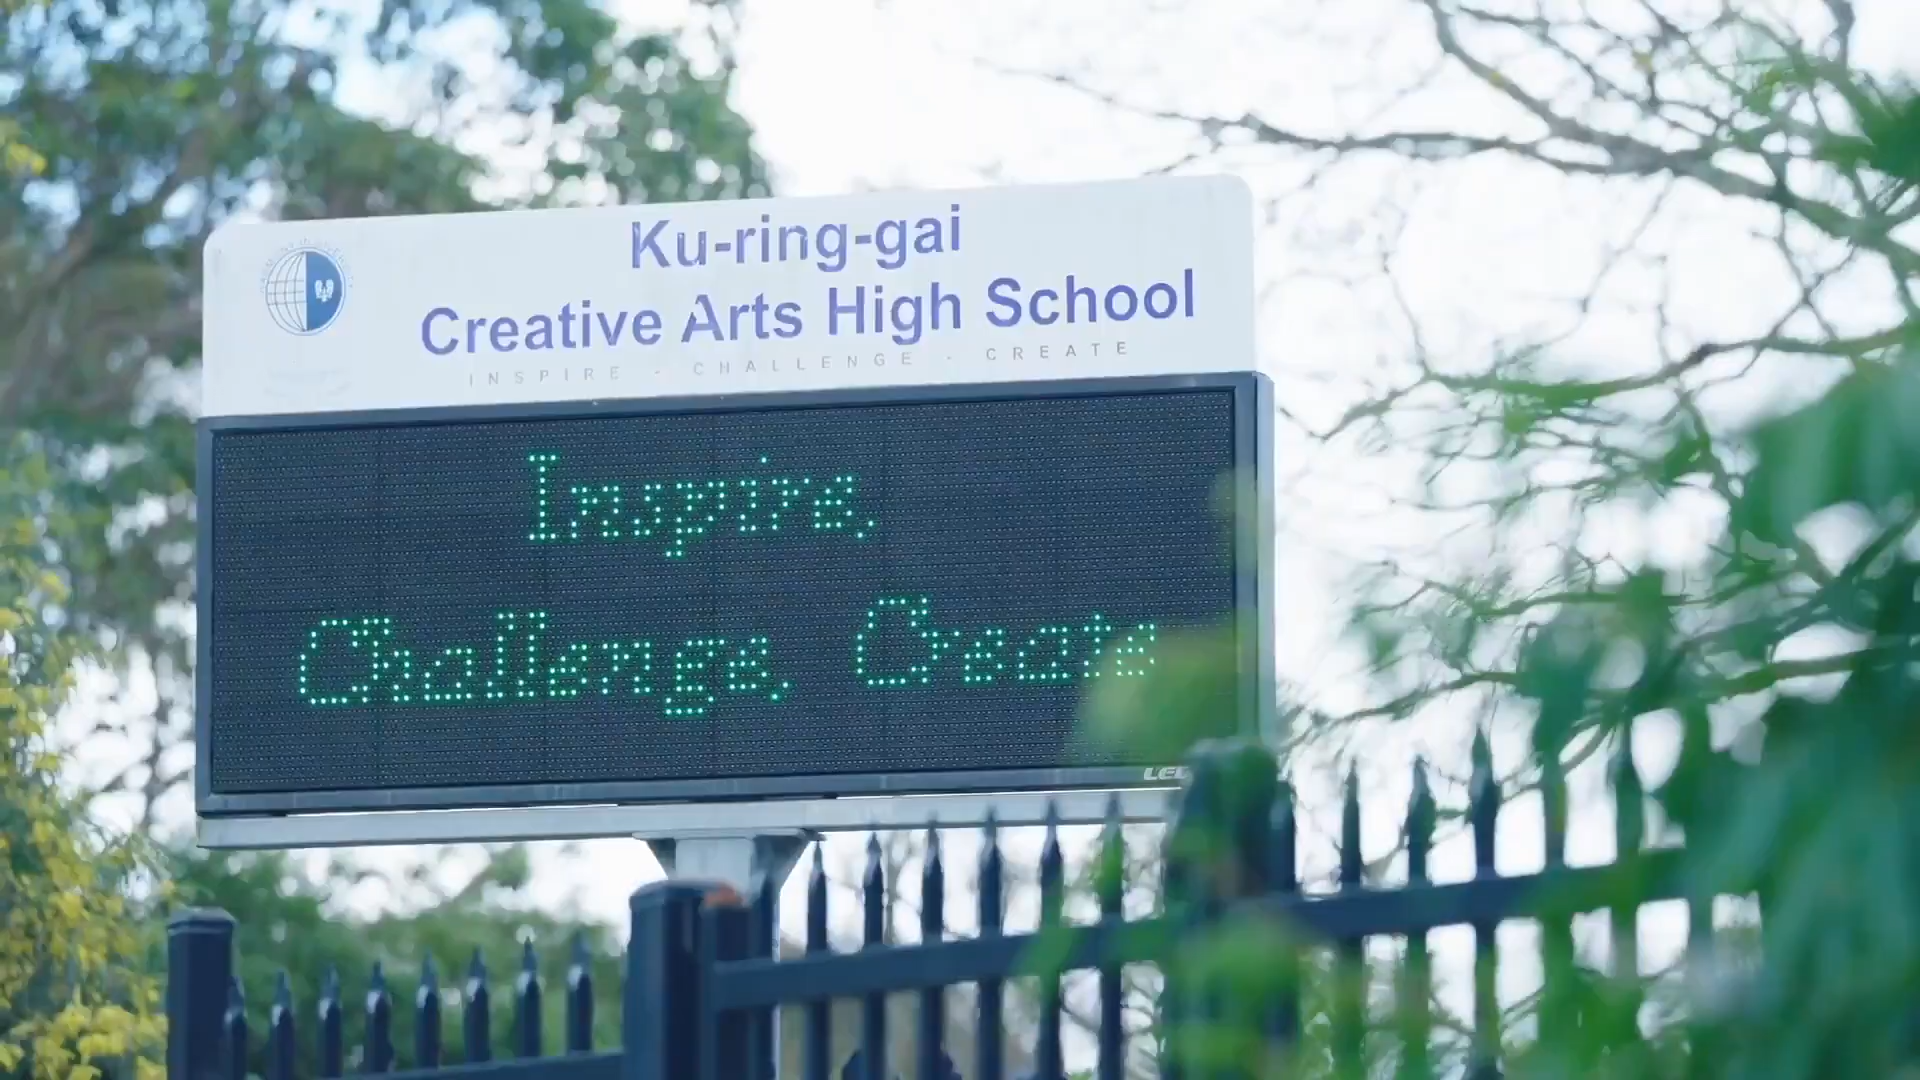 Ku-ring-gai
Creative Arts High School
INSPIRE - CHALLENGE - CREATE
Inspire,
Challenge, Create